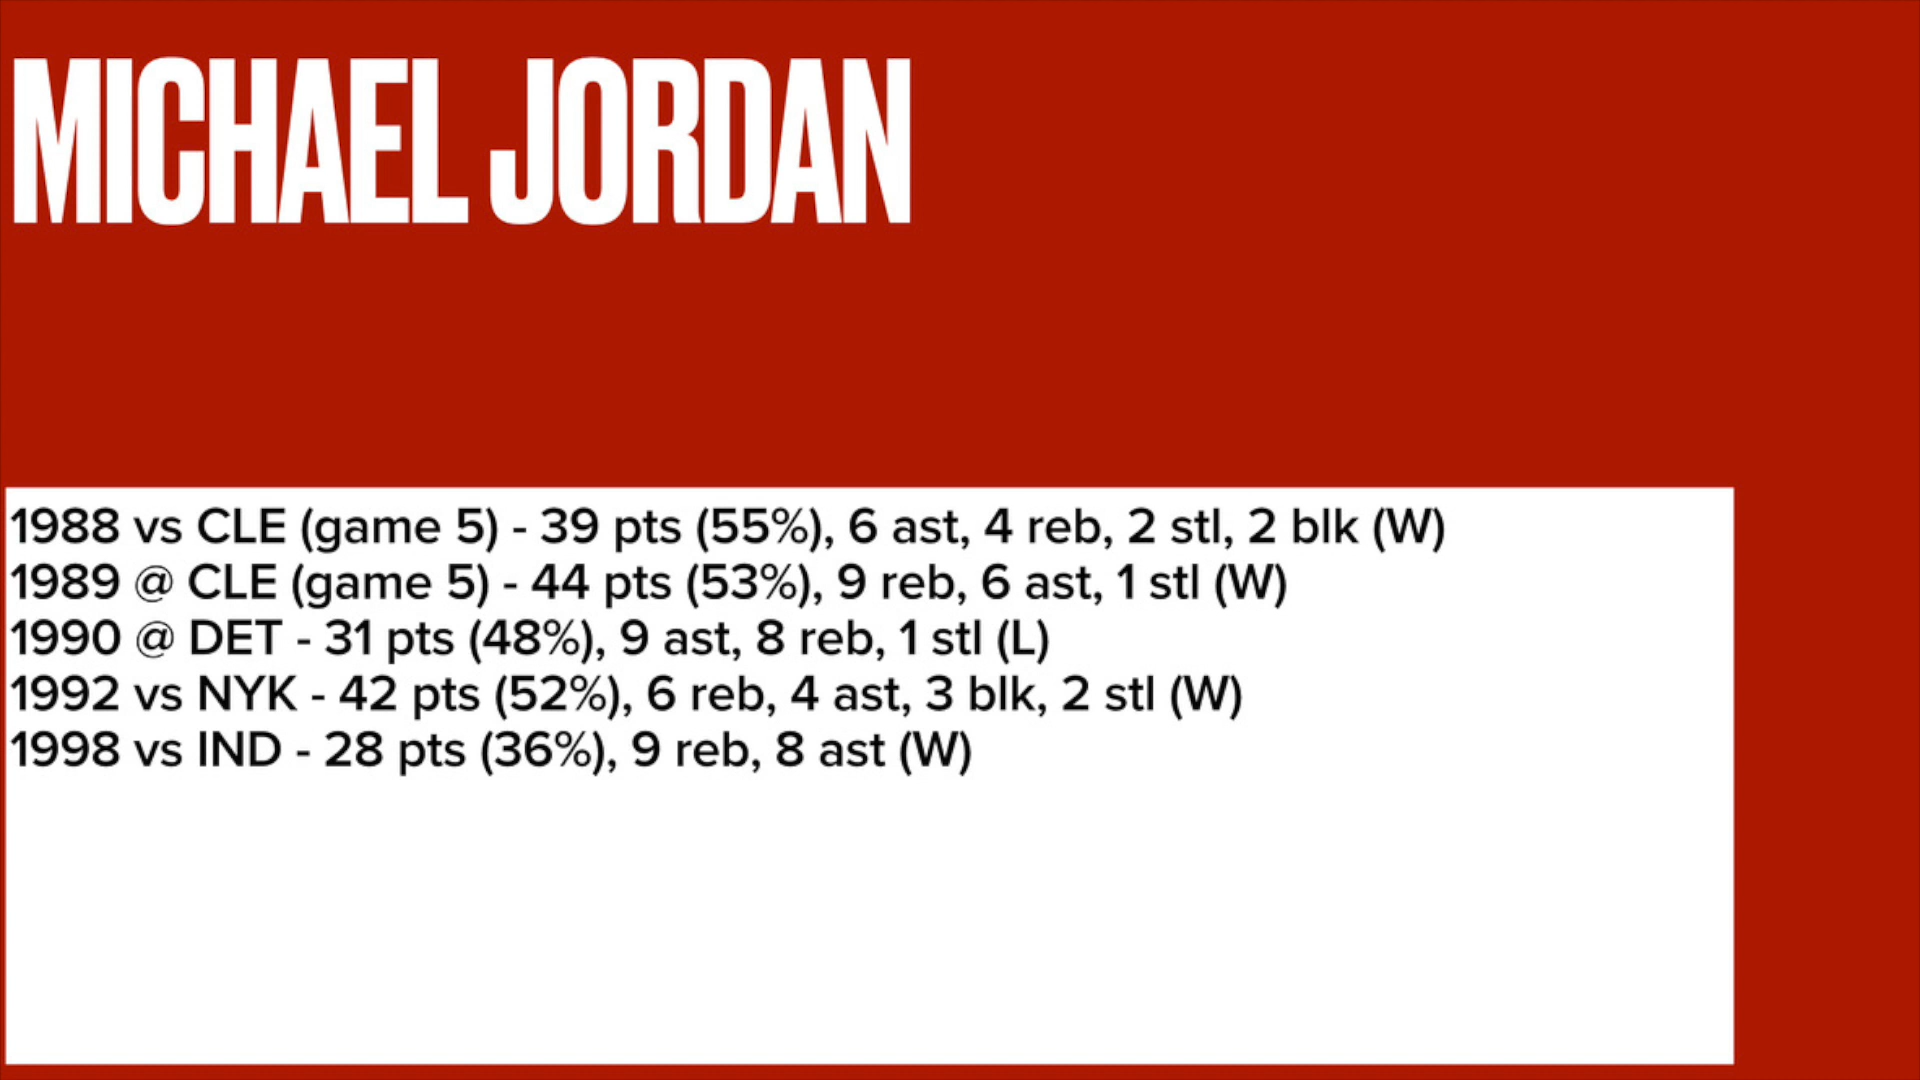 MICHAEL JORDAN
1988 vs CLE (game 5) - 39 pts (55%), 6 ast, 4 reb, 2 stl, 2 blk (W)
1989 @ CLE (game 5) - 44 pts (53%), 9 reb, 6 ast, 1 stl (W)
1990 @ DET - 31 pts (48%), 9 ast, 8 reb, 1 stl (L)
1992 vs NYK - 42 pts (52%), 6 reb, 4 ast, 3 blk, 2 stl (W)
1998 vs IND - 28 pts (36%), 9 reb, 8 ast (W)